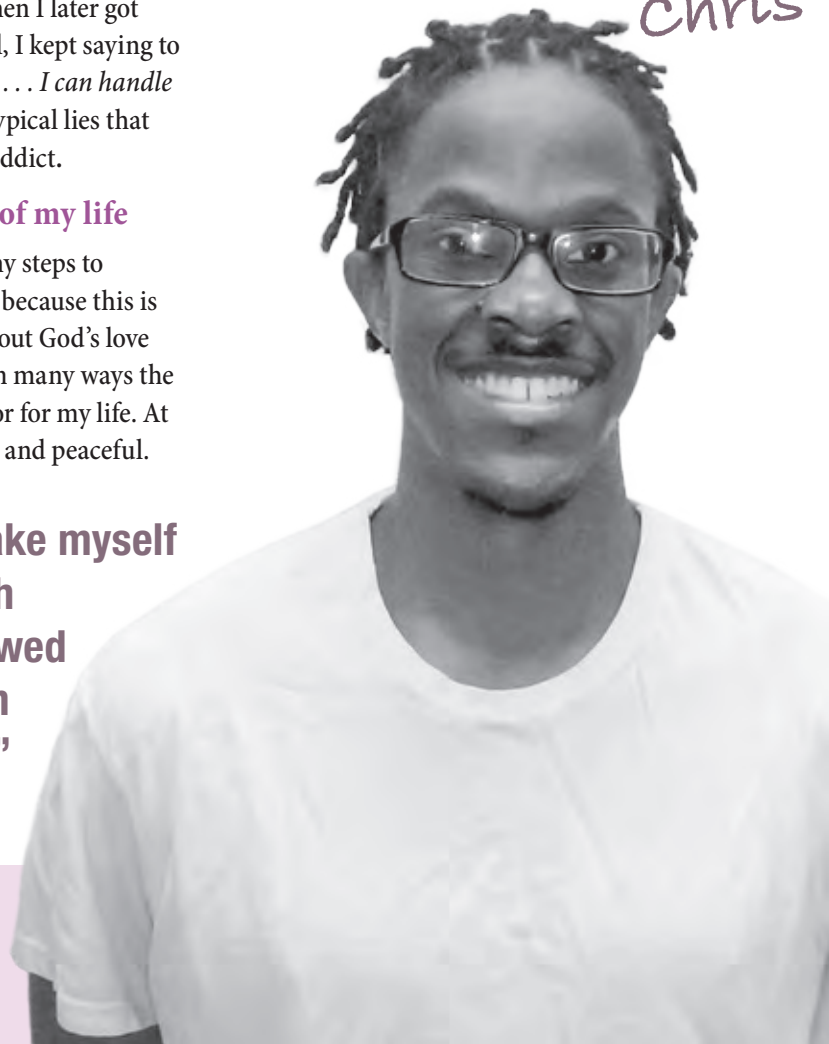 Chris
hen I later got
l, I kept saying to
. . . I can handle
ypical lies that
ddict.
of my life
ny steps to
because this is
out God’s love
n many ways the
or for my life. At
and peaceful.
ake myself
h
wed
n
”